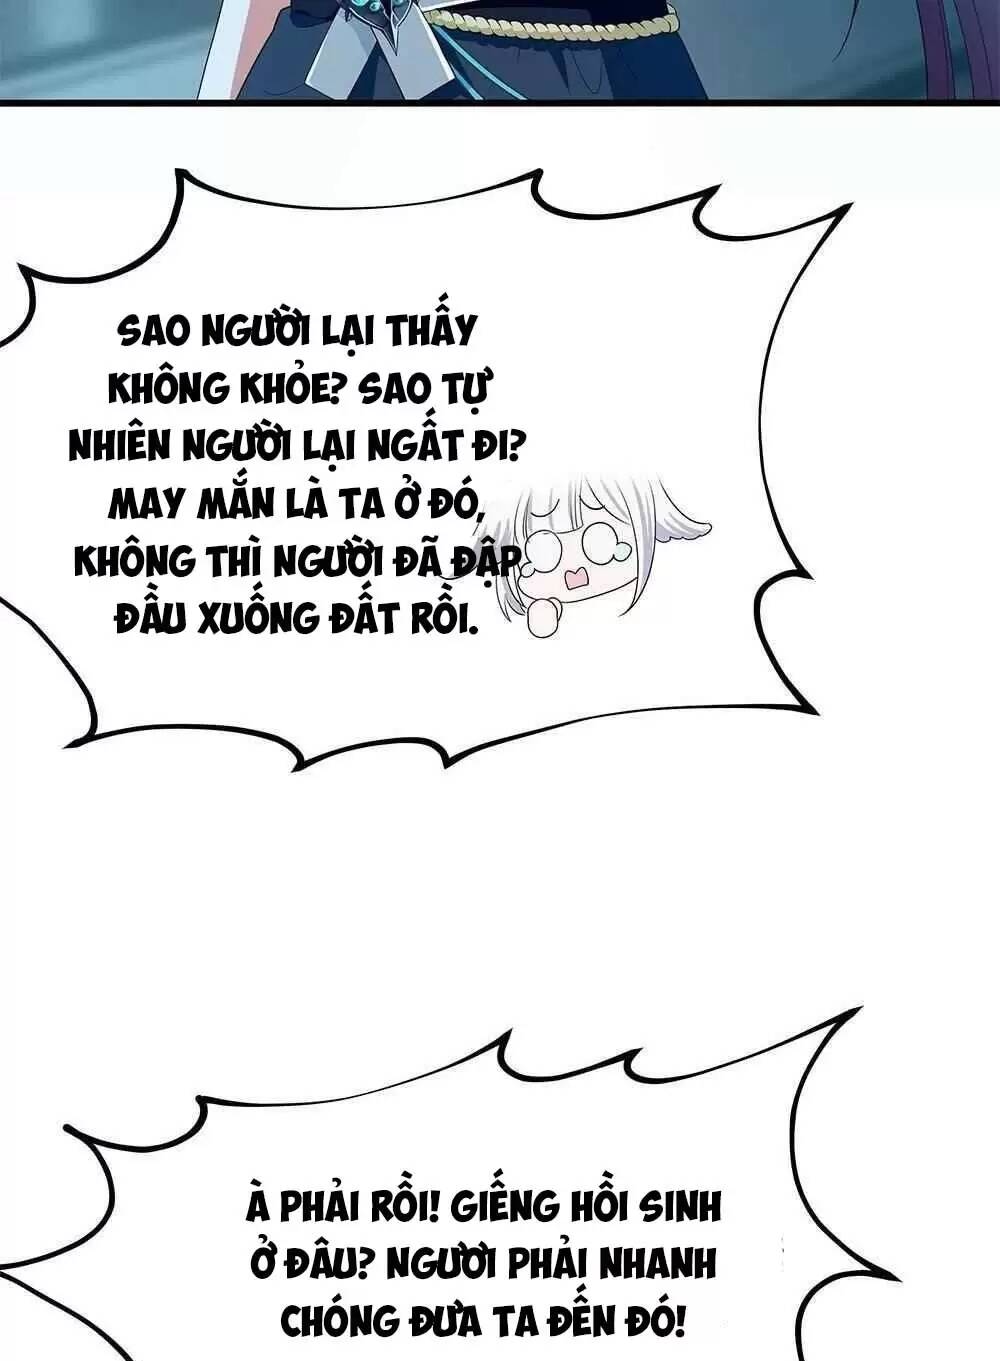 SAO NGƯỜI LẠI THẤY
KHÔNG KHỎE? SAO TỰ
NHIÊN NGƯỜI LẠI NGẤT ĐI?
MAY MẮN LÀ TA Ở ĐÓ,
KHÔNG THÌ NGƯỜI ĐÃ ĐẬP
ĐẦU XUỐNG ĐẤT RỒI.
À PHẢI RỒI! GIẾNG HỒI SINH
Ở ĐÂU? NGƯƠI PHẢI NHANH
CHÓNG ĐƯA TA ĐẾN ĐÓ!